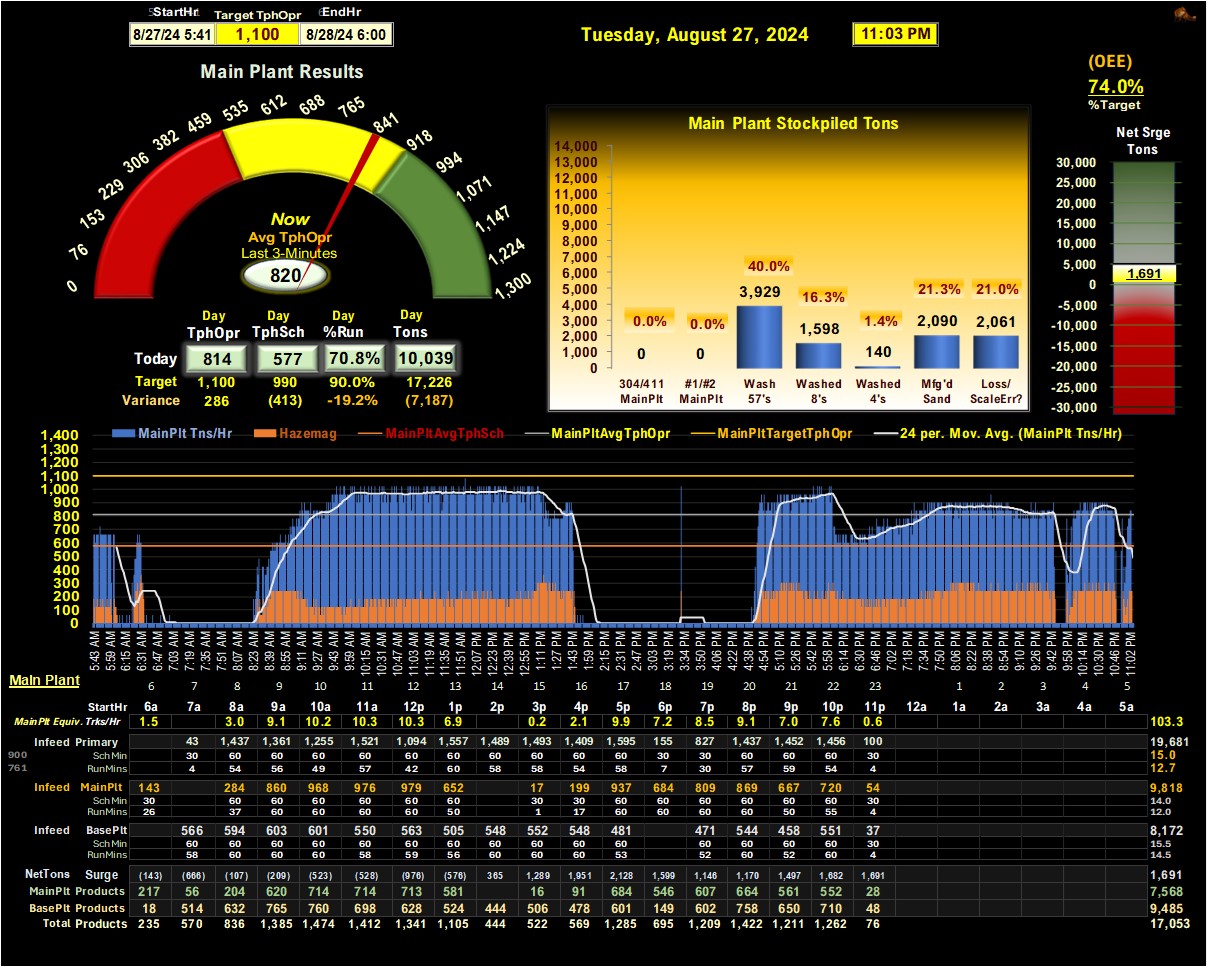 StartHr Target TphOpr EndHr
8/27/24 5:41 1,100 8/28/24 6:00
Tuesday, August 27, 2024 11:03 PM
(OEE)
74.0%
%Target
Main Plant Results
0 76 153 229 306 382 459 535 612 688 765 841 918 994 1,071 1,147 1,224 1,300
Now
Avg TphOpr
Last 3-Minutes
820
Day Day Day Day
TphOpr TphSch %Run Tons
Today 814 577 70.8% 10,039
Target 1,100 990 90.0% 17,226
Variance 286 (413) -19.2% (7,187)
Main Plant Stockpiled Tons
14,000
13,000
12,000
11,000
10,000
9,000
8,000
7,000
6,000
5,000
4,000
3,000
2,000
1,000
0
0.0% 0.0% 40.0% 16.3% 1.4% 21.3% 21.0%
0 0 3,929 1,598 140 2,090 2,061
304/411 #1/#2 Wash Washed Washed Mfg'd Loss/
MainPlt MainPlt 57's 8's 4's Sand ScaleErr?
Net Srge
Tons
30,000
25,000
20,000
15,000
10,000
5,000
1,691
0
-5,000
-10,000
-15,000
-20,000
-25,000
-30,000
MainPlt Tns/Hr Hazemag MainPltAvgTphSch MainPltAvgTphOpr MainPltTargetTphOpr 24 per. Mov. Avg. (MainPlt Tns/Hr)
1,400
1,300
1,200
1,100
1,000
900
800
700
600
500
400
300
200
100
0
5:43 AM 5:59 AM 6:15 AM 6:31 AM 6:47 AM 7:03 AM 7:19 AM 7:35 AM 7:51 AM 8:07 AM 8:23 AM 8:39 AM 8:55 AM 9:11 AM 9:27 AM 9:43 AM 9:59 AM 10:15 AM 10:31 AM 10:47 AM 11:03 AM 11:19 AM 11:35 AM 11:51 AM 12:07 PM 12:23 PM 12:39 PM 12:55 PM 1:11 PM 1:27 PM 1:43 PM 1:59 PM 2:15 PM 2:31 PM 2:47 PM 3:03 PM 3:18 PM 3:34 PM 3:50 PM 4:06 PM 4:22 PM 4:38 PM 4:54 PM 5:10 PM 5:26 PM 5:42 PM 5:58 PM 6:14 PM 6:30 PM 6:46 PM 7:02 PM 7:18 PM 7:34 PM 7:50 PM 8:06 PM 8:22 PM 8:38 PM 8:54 PM 9:10 PM 9:26 PM 9:42 PM 9:58 PM 10:14 PM 10:30 PM 10:46 PM 11:02 PM
Main Plant 6 7 8 9 10 11 12 13 14 15 16 17 18 19 20 21 22 23 1 2 3 4 5
StartHr 6a 7a 8a 9a 10a 11a 12p 1p 2p 3p 4p 5p 6p 7p 8p 9p 10p 11p 12a 1a 2a 3a 4a 5a
MainPlt Equiv. Trks/Hr 1.5 3.0 9.1 10.2 10.3 10.3 6.9 0.2 2.1 9.9 7.2 8.5 9.1 7.0 7.6 0.6 103.3
Infeed Primary 43 1,437 1,361 1,255 1,521 1,094 1,557 1,489 1,493 1,409 1,595 155 827 1,437 1,452 1,456 100 19,681
900 Sch Min 30 60 60 60 60 60 60 60 60 60 60 30 30 60 60 60 30 15.0
761 RunMins 4 54 56 49 57 42 60 58 58 54 58 7 30 57 59 54 4 12.7
Infeed MainPlt 143 284 860 968 976 979 652 17 199 937 684 809 869 667 720 54 9,818
Sch Min 30 60 60 60 60 60 60 30 30 60 60 60 60 60 60 30 14.0
RunMins 26 37 60 60 60 60 50 1 17 60 60 60 60 50 55 4 12.0
Infeed BasePlt 566 594 603 601 550 563 505 548 552 548 481 471 544 458 551 37 8,172
Sch Min 60 60 60 60 60 60 60 60 60 60 60 60 60 60 60 30 15.5
RunMins 58 60 60 60 58 59 56 60 60 60 53 52 60 52 60 4 14.5
NetTons Surge (143) (666) (107) (209) (523) (528) (976) (576) 365 1,289 1,951 2,128 1,599 1,146 1,170 1,497 1,682 1,691 1,691
MainPlt Products 217 56 204 620 714 714 713 581 16 91 684 546 607 664 561 552 28 7,568
BasePlt Products 18 514 632 765 760 698 628 524 444 506 478 601 149 602 758 650 710 48 9,485
Total Products 235 570 836 1,385 1,474 1,412 1,341 1,105 444 522 569 1,285 695 1,209 1,422 1,211 1,262 76 17,053